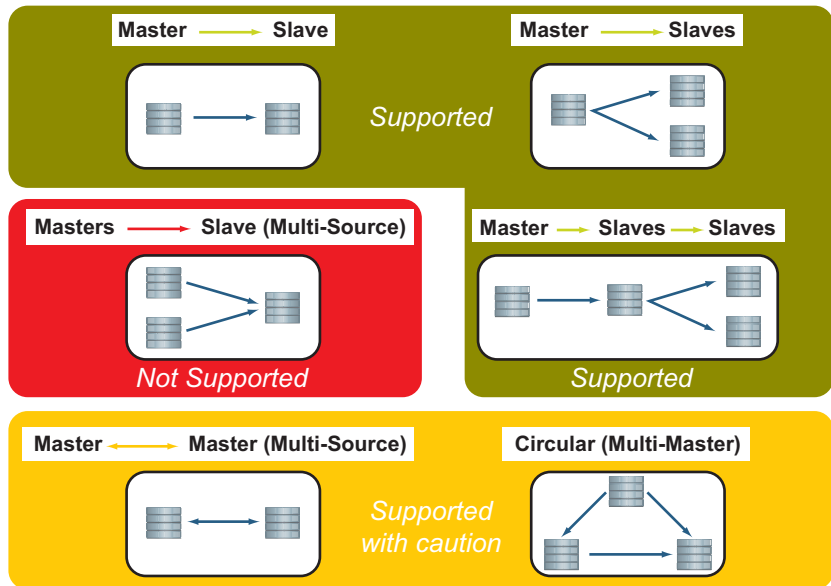 Master Slave
Master Slaves
Supported
Masters Slave (Multi-Source)
Not Supported
Master Slaves Slaves
Supported
Master Master (Multi-Source)
Circular (Multi-Master)
Supported
with caution